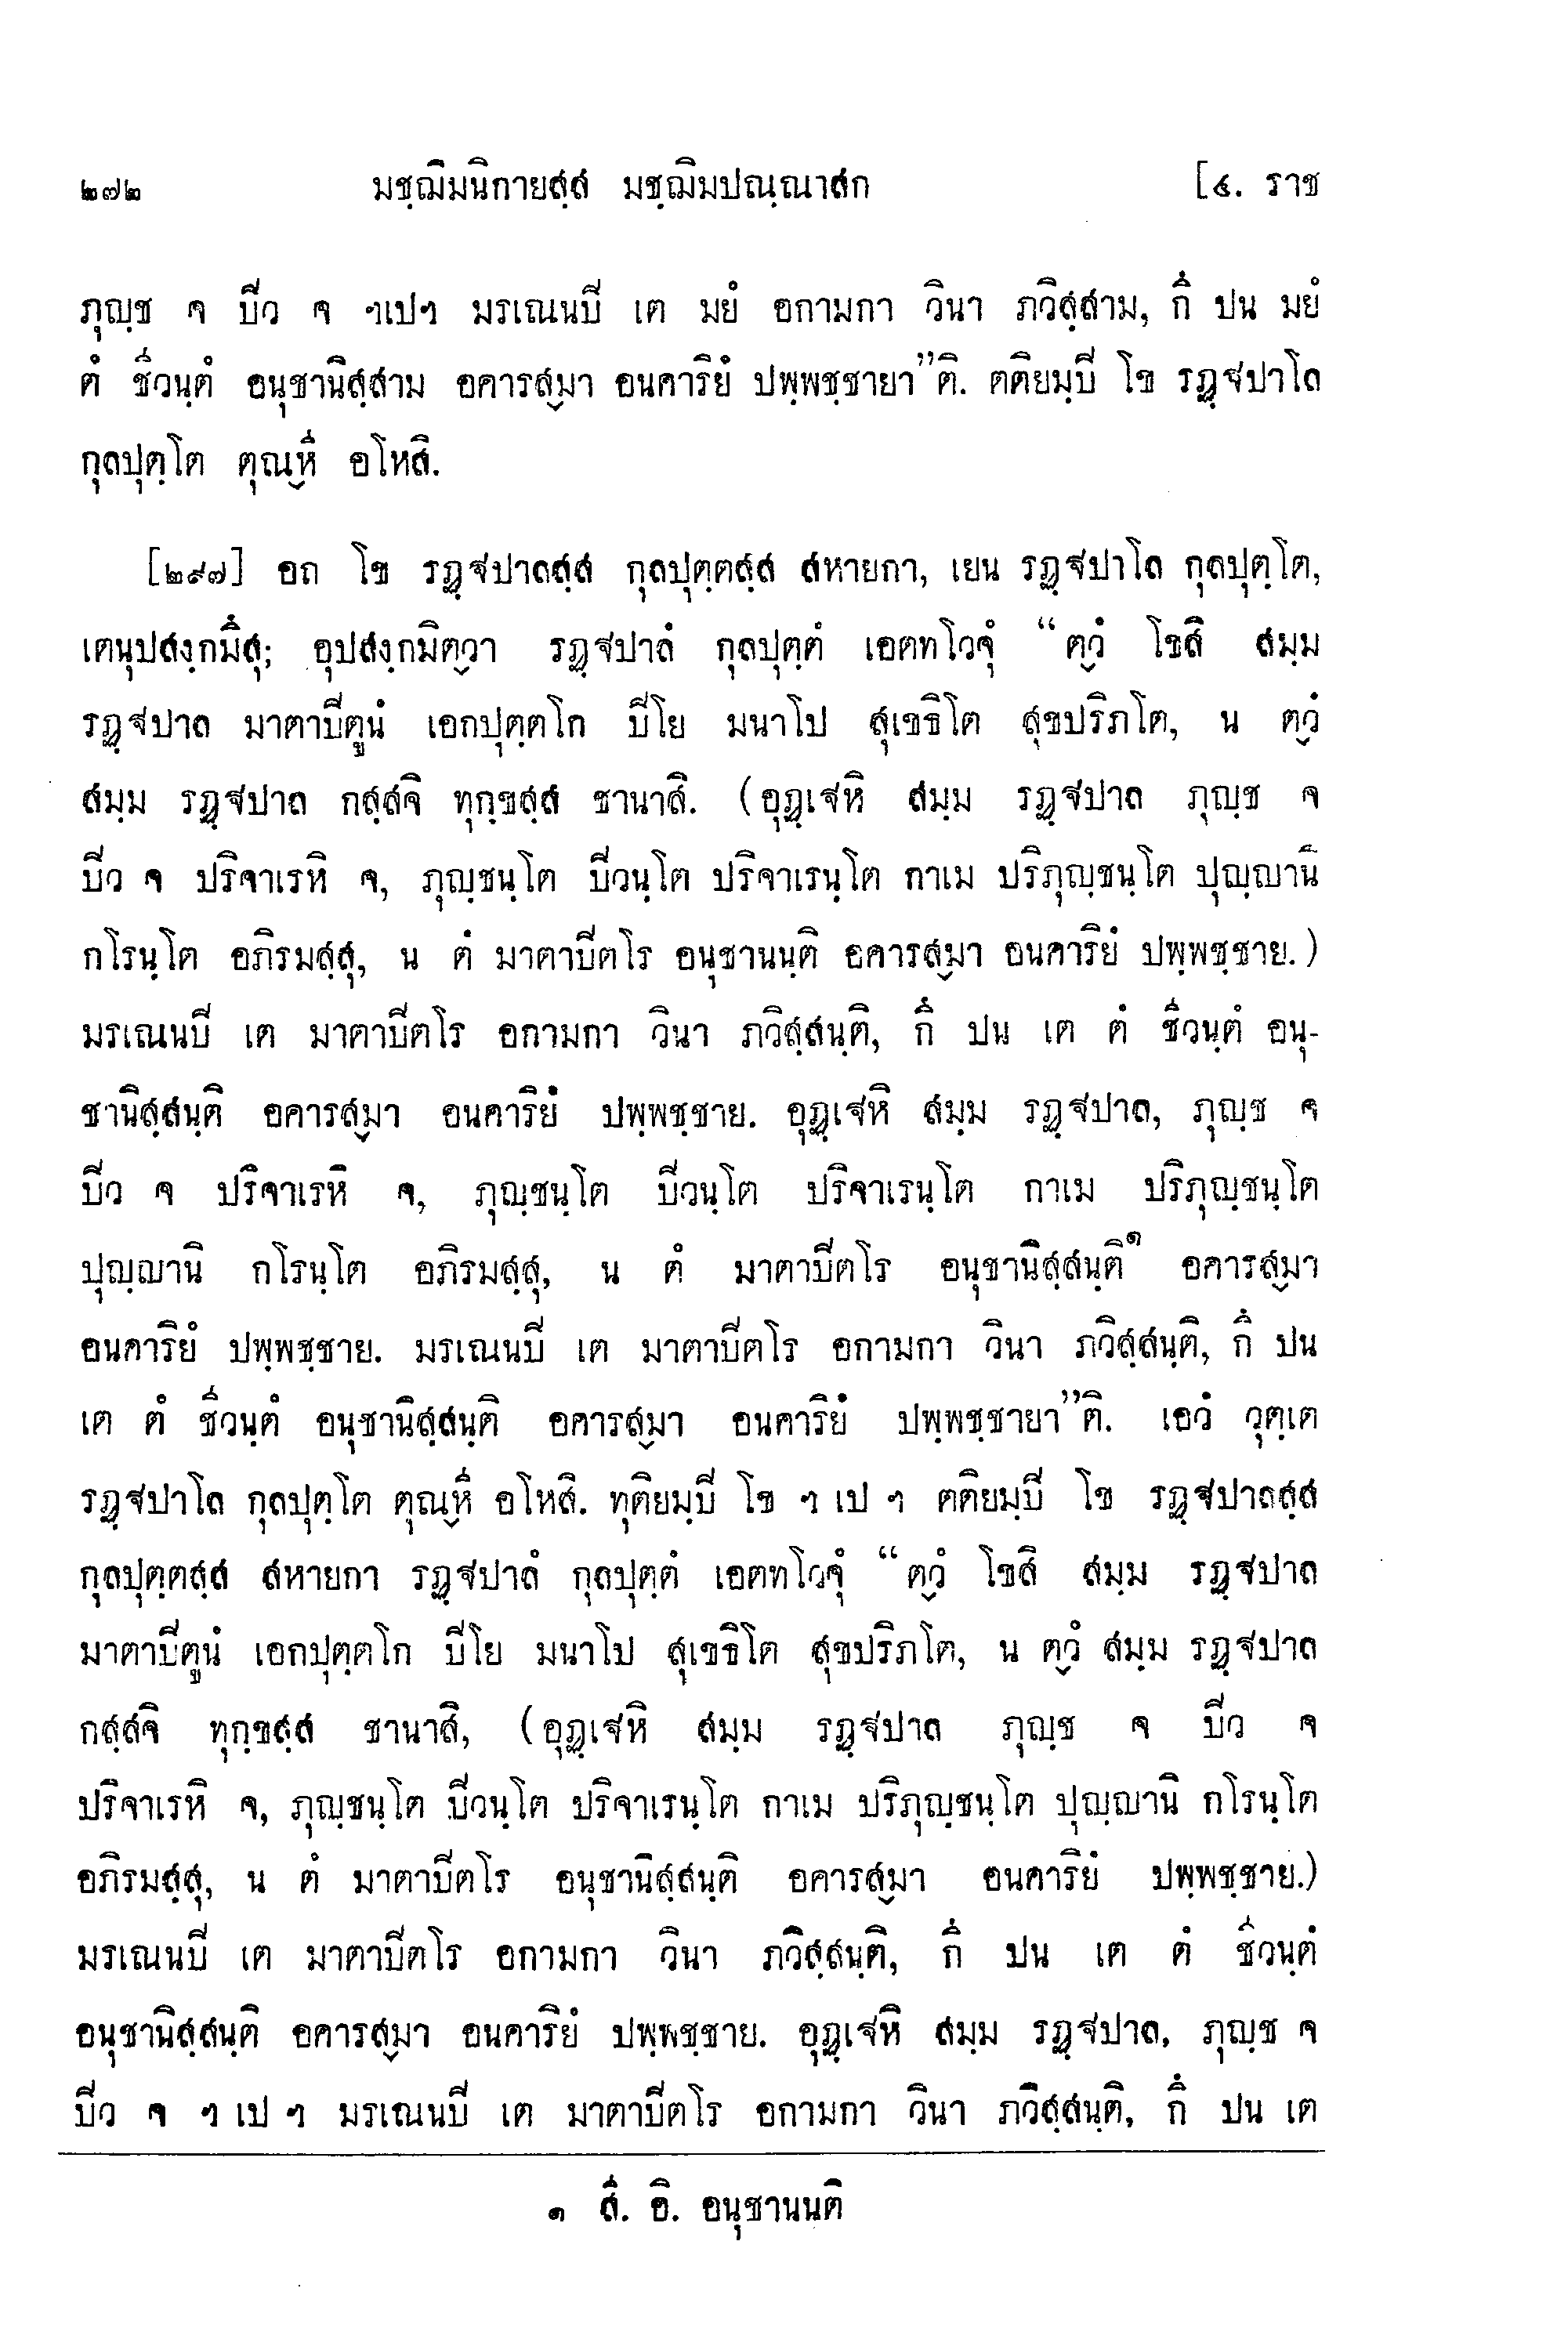 ๒๗๒ มชฺฌิมนิกายสฺส มชฺฌิมปณฺณาสก [๔. ราช
ภุญฺช จ ปิว จ ฯเปฯ มรเณนปิ เต มยํ อกามกา วินา ภวิสฺสาม, กึ ปน มยํ
ตํ ชีวนฺตํ อนุชานิสฺสาม อคารส๎มา อนคาริยํ ปพฺพชฺชายา”ติ. ตติยมฺปิ โข รฏฺฐปาโล
กุลปุตฺโต ตุณ๎หี อโหสิ.
[๒๙๗] อถ โข รฏฺฐปาลสฺส กุลปุตฺตสฺส สหายกา, เยน รฏฺฐปาโล กุลปุตฺโต,
เตนุปสงฺกมึสุ; อุปสงฺกมิต๎วา รฏฺฐปาลํ กุลปุตฺตํ เอตทโวจุํ “ต๎วํ โขสิ สมฺม
รฏฺฐปาล มาตาปิตูนํ เอกปุตฺตโก ปิโย มนาโป สุเขธิโต สุขปริภโต, น ต๎วํ
สมฺม รฏฺฐปาล กสฺสจิ ทุกฺขสฺส ชานาสิ. (อุฏฺเฐหิ สมฺม รฏฺฐปาล ภุญฺช จ
ปิว จ ปริจาเรหิ จ, ภุญฺชนฺโต ปิวนฺโต ปริจาเรนฺโต กาเม ปริภุญฺชนฺโต ปุญฺญานิ
กโรนฺโต อภิรมสฺสุ, น ตํ มาตาปิตโร อนุชานนฺติ อคารส๎มา อนคาริยํ ปพฺพชฺชาย.)
มรเณนปิ เต มาตาปิตโร อกามกา วินา ภวิสฺสนฺติ, กึ ปน เต ตํ ชีวนฺตํ อนุ-
ชานิสฺสนฺติ อคารส๎มา อนคาริยํ ปพฺพชฺชาย. อุฏฺเฐหิ สมฺม รฏฺฐปาล, ภุญฺช จ
ปิว จ ปริจาเรหิ จ, ภุญฺชนฺโต ปิวนฺโต ปริจาเรนฺโต กาเม ปริภุญฺชนฺโต
ปุญฺญานิ กโรนฺโต อภิรมสฺสุ, น ตํ มาตาปิตโร อนุชานิสฺสนฺติ๑ อคารส๎มา
อนคาริยํ ปพฺพชฺชาย. มรเณนปิ เต มาตาปิตโร อกามกา วินา ภวิสฺสนฺติ, กึ ปน
เต ตํ ชีวนฺตํ อนุชานิสฺสนฺติ อคารส๎มา อนคาริยํ ปพฺพชฺชายา”ติ. เอวํ วุตฺเต
รฏฺฐปาโล กุลปุตฺโต ตุณ๎หี อโหสิ. ทุติยมฺปิ โข ฯ เป ฯ ตติยมฺปิ โข รฏฺฐปาลสฺส
กุลปุตฺตสฺส สหายกา รฏฺฐปาลํ กุลปุตฺตํ เอตทโวจุํ “ต๎วํ โขสิ สมฺม รฏฺฐปาล
มาตาปิตูนํ เอกปุตฺตโก ปิโย มนาโป สุเขธิโต สุขปริภโต, น ต๎วํ สมฺม รฏฺฐปาล
กสฺสจิ ทุกฺขสฺส ชานาสิ, (อุฏฺเฐหิ สมฺม รฏฺฐปาล ภุญฺช จ ปิว จ
ปริจาเรหิ จ, ภุญฺชนฺโต ปิวนฺโต ปริจาเรนฺโต กาเม ปริภุญฺชนฺโต ปุญฺญานิ กโรนฺโต
อภิรมสฺสุ, น ตํ มาตาปิตโร อนุชานิสฺสนฺติ อคารส๎มา อนคาริยํ ปพฺพชฺชาย.)
มรเณนปิ เต มาตาปิตโร อกามกา วินา ภวิสฺสนฺติ, กึ ปน เต ตํ ชีวนฺตํ
อนุชานิสฺสนฺติ อคารส๎มา อนคาริยํ ปพฺพชฺชาย. อุฏฺเฐหิ สมฺม รฏฺฐปาล, ภุญฺช จ
ปิว จ ฯ เป ฯ มรเณนปิ เต มาตาปิตโร อกามกา วินา ภวิสฺสนฺติ, กึ ปน เต
๑ สี. อิ. อนุชานนติ